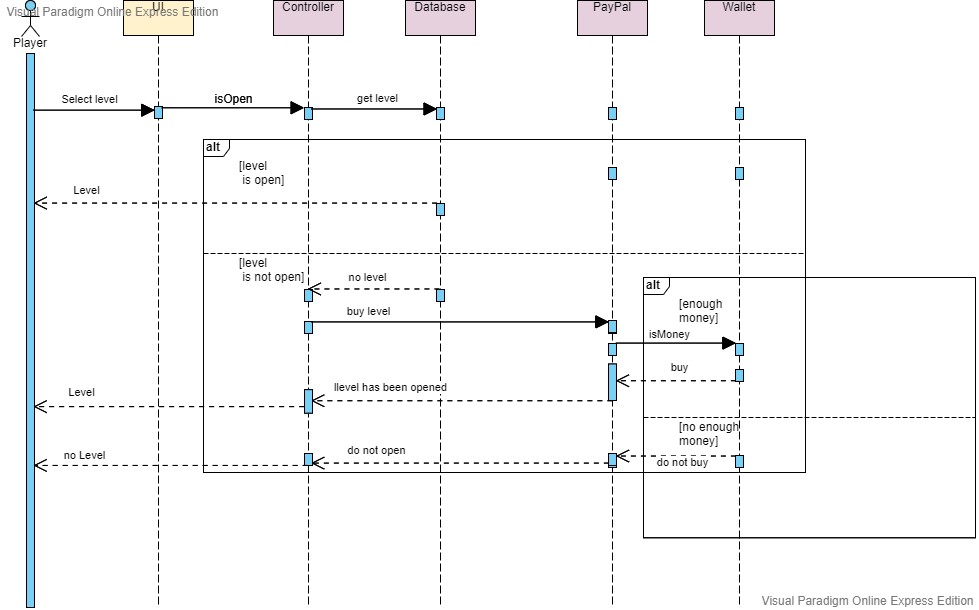 Visual Paradigm Online Express Edition
UI
Controller
Database
PayPal
Wallet
Player
Select level
isOpen
get level
alt
[level
is open]
Level
[level
is not open]
no level
alt
[enough
money]
buy level
isMoney
buy
llevel has been opened
Level
[no enough
money]
do not open
no Level
do not buy
Visual Paradigm Online Express Edition